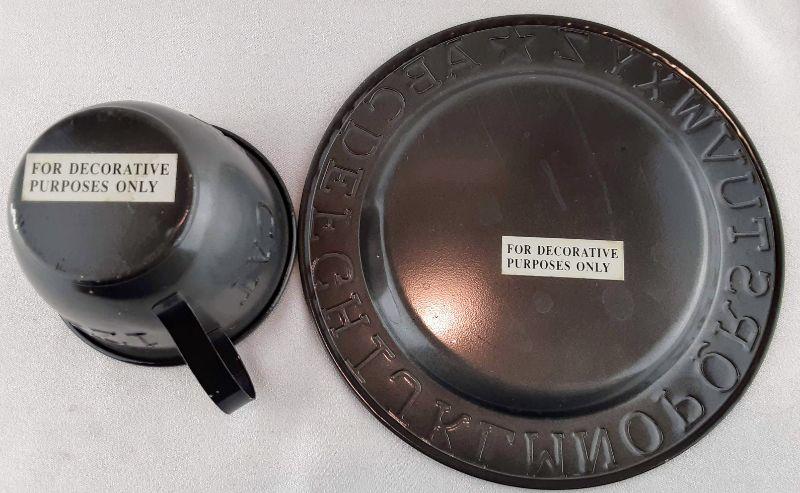 FOR DECORATIVE
PURPOSES ONLY
FOR DECORATIVE
PURPOSES ONLY
ABCDEFGHIJKLMNOPQRSTUVWXYZ